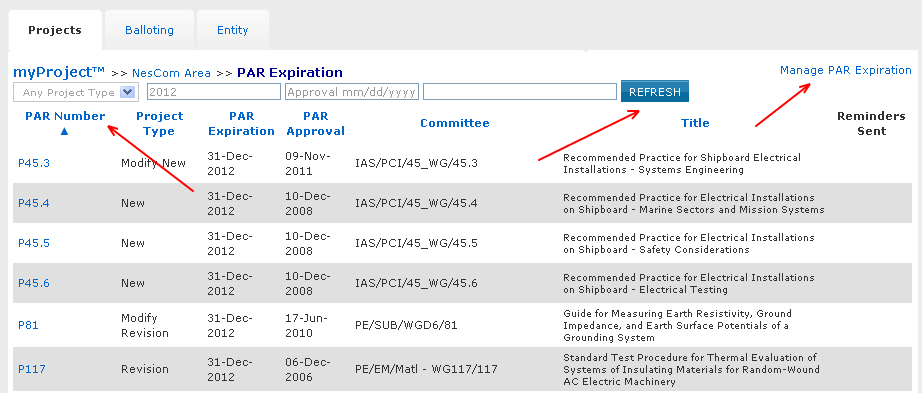 Projects Balloting Entity
myProject™ >> NesCom Area >> PAR Expiration
Manage PAR Expiration
Any Project Type 2012 Approval mm/dd/yyyy REFRESH
PAR Number ▲ Project Type PAR Expiration PAR Approval Committee Title Reminders Sent
P45.3 Modify New 31-Dec-2012 09-Nov-2011 IAS/PCI/45_WG/45.3 Recommended Practice for Shipboard Electrical Installations - Systems Engineering
P45.4 New 31-Dec-2012 10-Dec-2008 IAS/PCI/45_WG/45.4 Recommended Practice for Electrical Installations on Shipboard - Marine Sectors and Mission Systems
P45.5 New 31-Dec-2012 10-Dec-2008 IAS/PCI/45_WG/45.5 Recommended Practice for Electrical Installations on Shipboard - Safety Considerations
P45.6 New 31-Dec-2012 10-Dec-2008 IAS/PCI/45_WG/45.6 Recommended Practice for Electrical Installations on Shipboard - Electrical Testing
P81 Modify Revision 31-Dec-2012 17-Jun-2010 PE/SUB/WGD6/81 Guide for Measuring Earth Resistivity, Ground Impedance, and Earth Surface Potentials of a Grounding System
P117 Revision 31-Dec-2012 06-Dec-2006 PE/EM/Matl - WG117/117 Standard Test Procedure for Thermal Evaluation of Systems of Insulating Materials for Random-Wound AC Electric Machinery